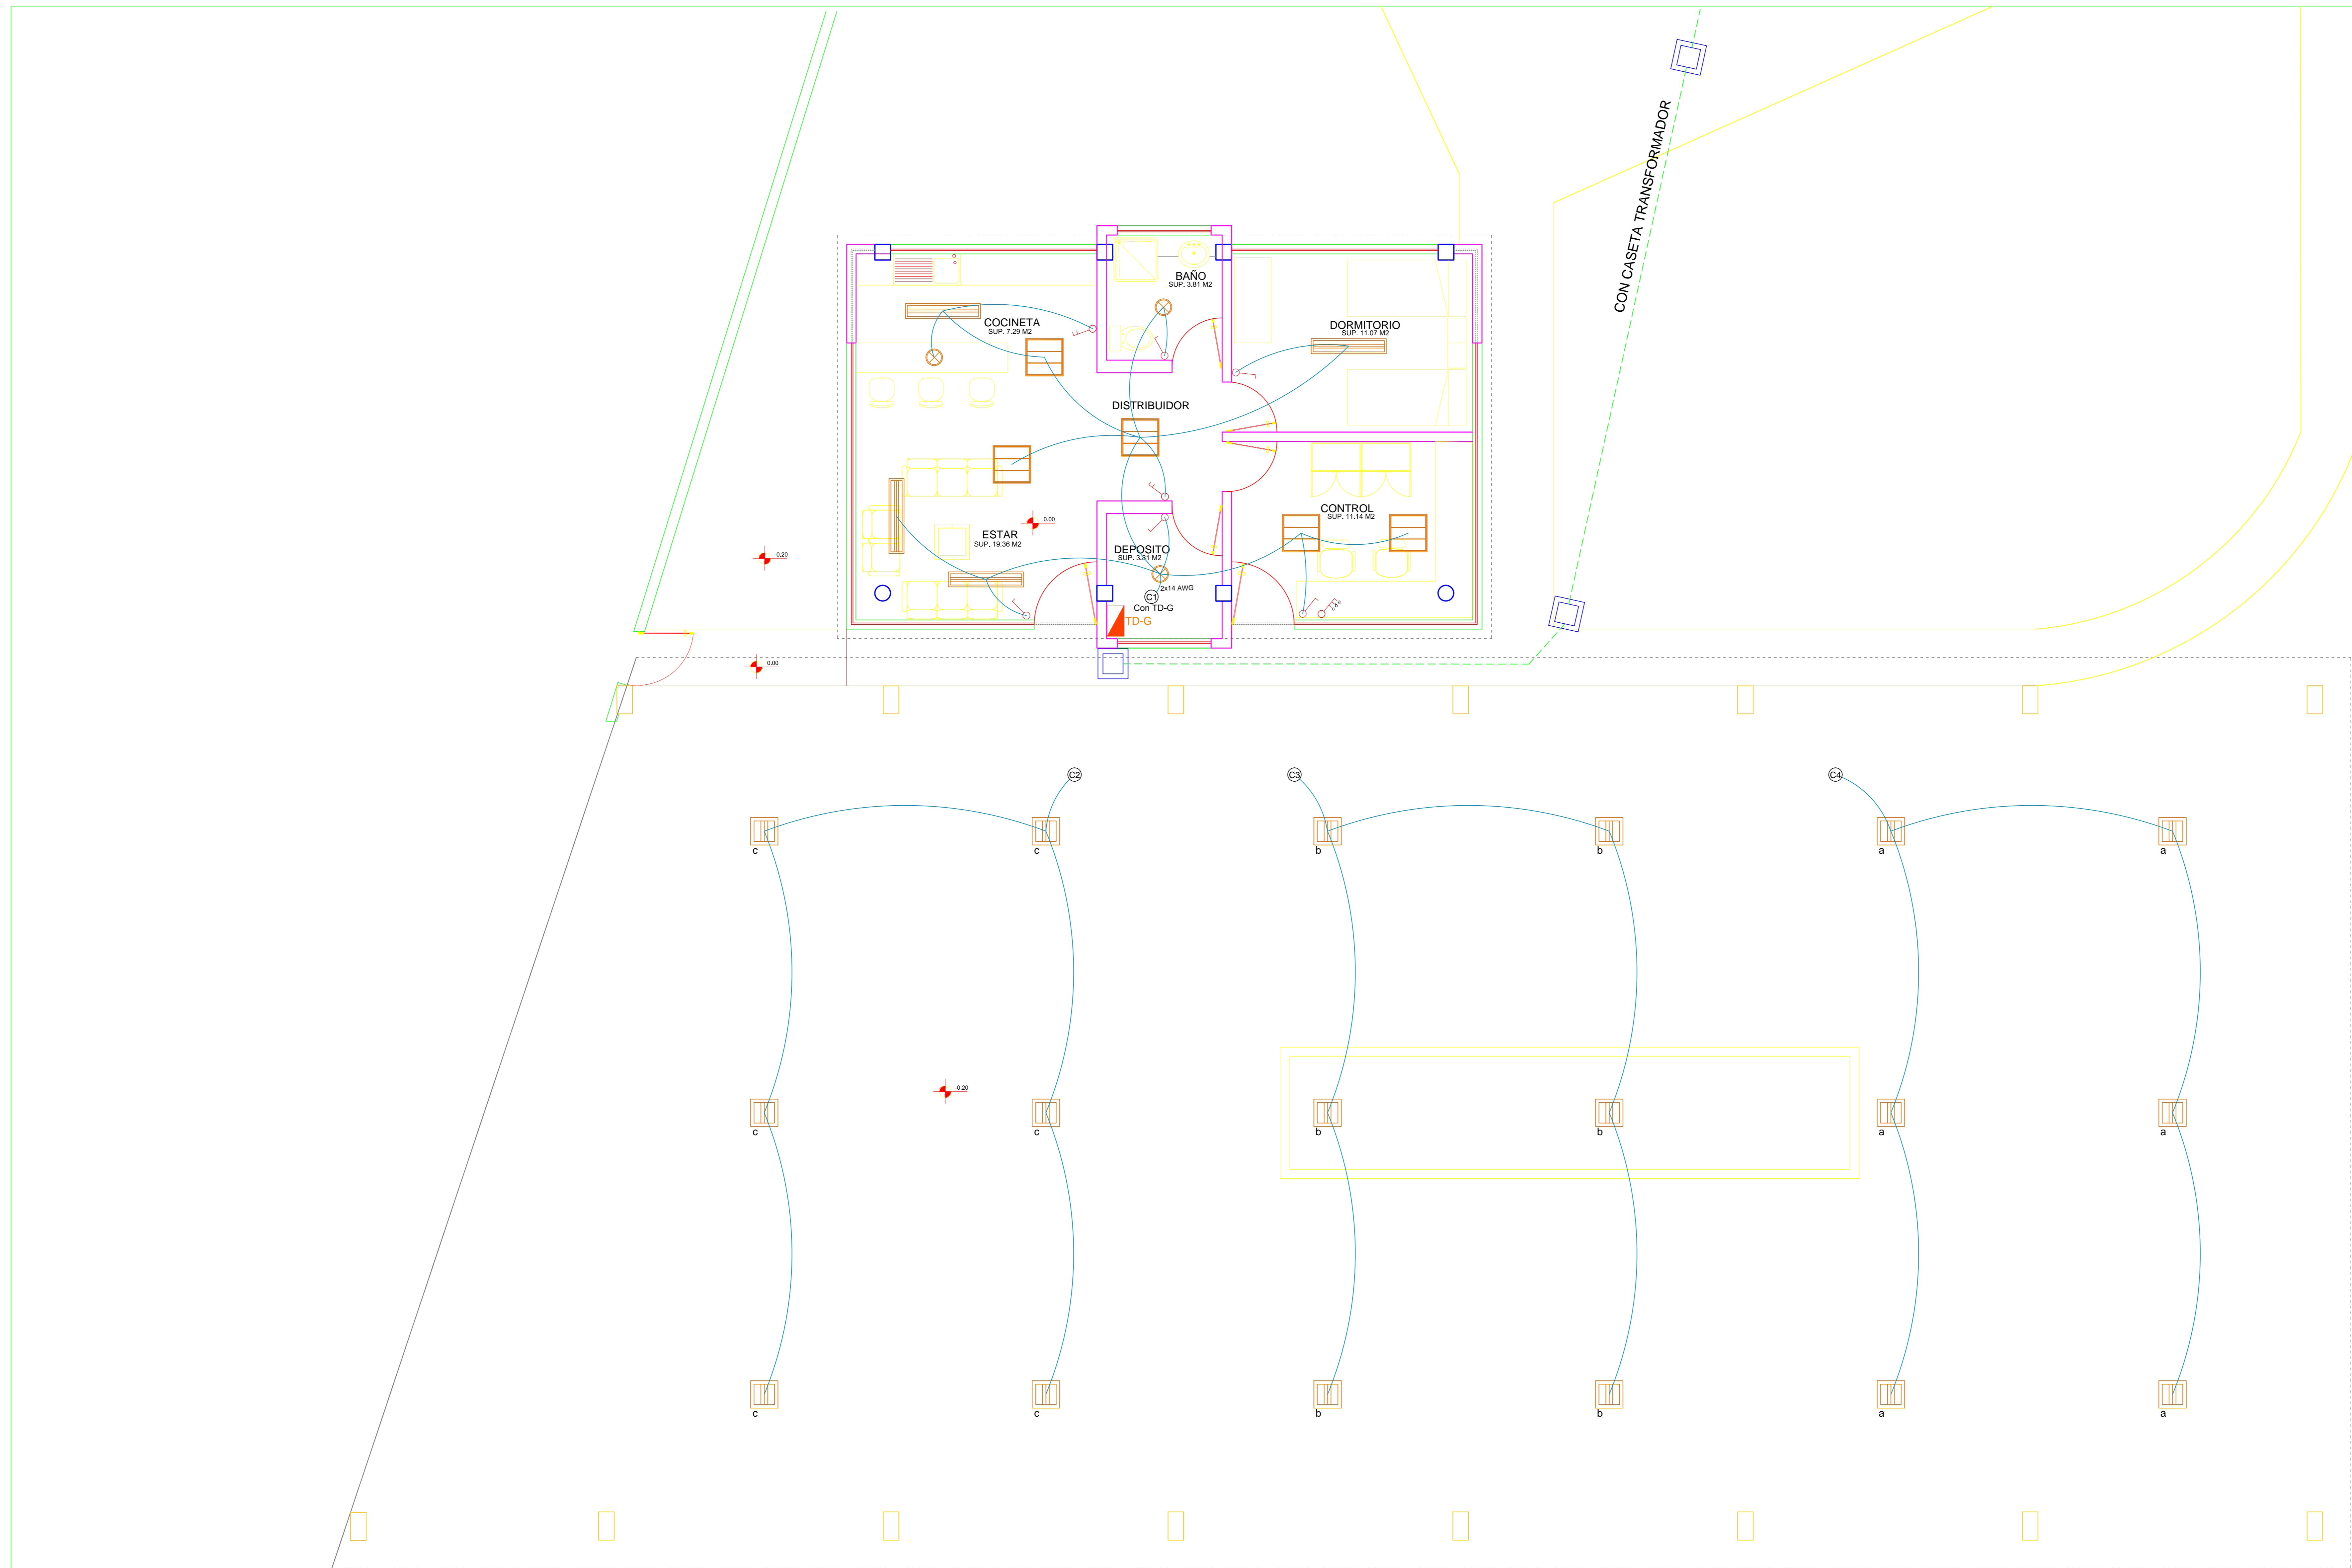 CON CASETA TRANSFORMADOR
BAÑO
SUP. 3.81 M2
COCINETA
SUP. 7.29 M2
DORMITORIO
SUP. 11.07 M2
DISTRIBUIDOR
CONTROL
SUP. 11.14 M2
0.00
ESTAR
SUP. 19.36 M2
-0.20
DEPOSITO
SUP. 3.81 M2
2x14 AWG
C1
Con TD-G
TD-G
0.00
C2
C3
C4
c
c
b
b
a
a
-0.20
c
c
b
b
a
a
c
c
b
b
a
a